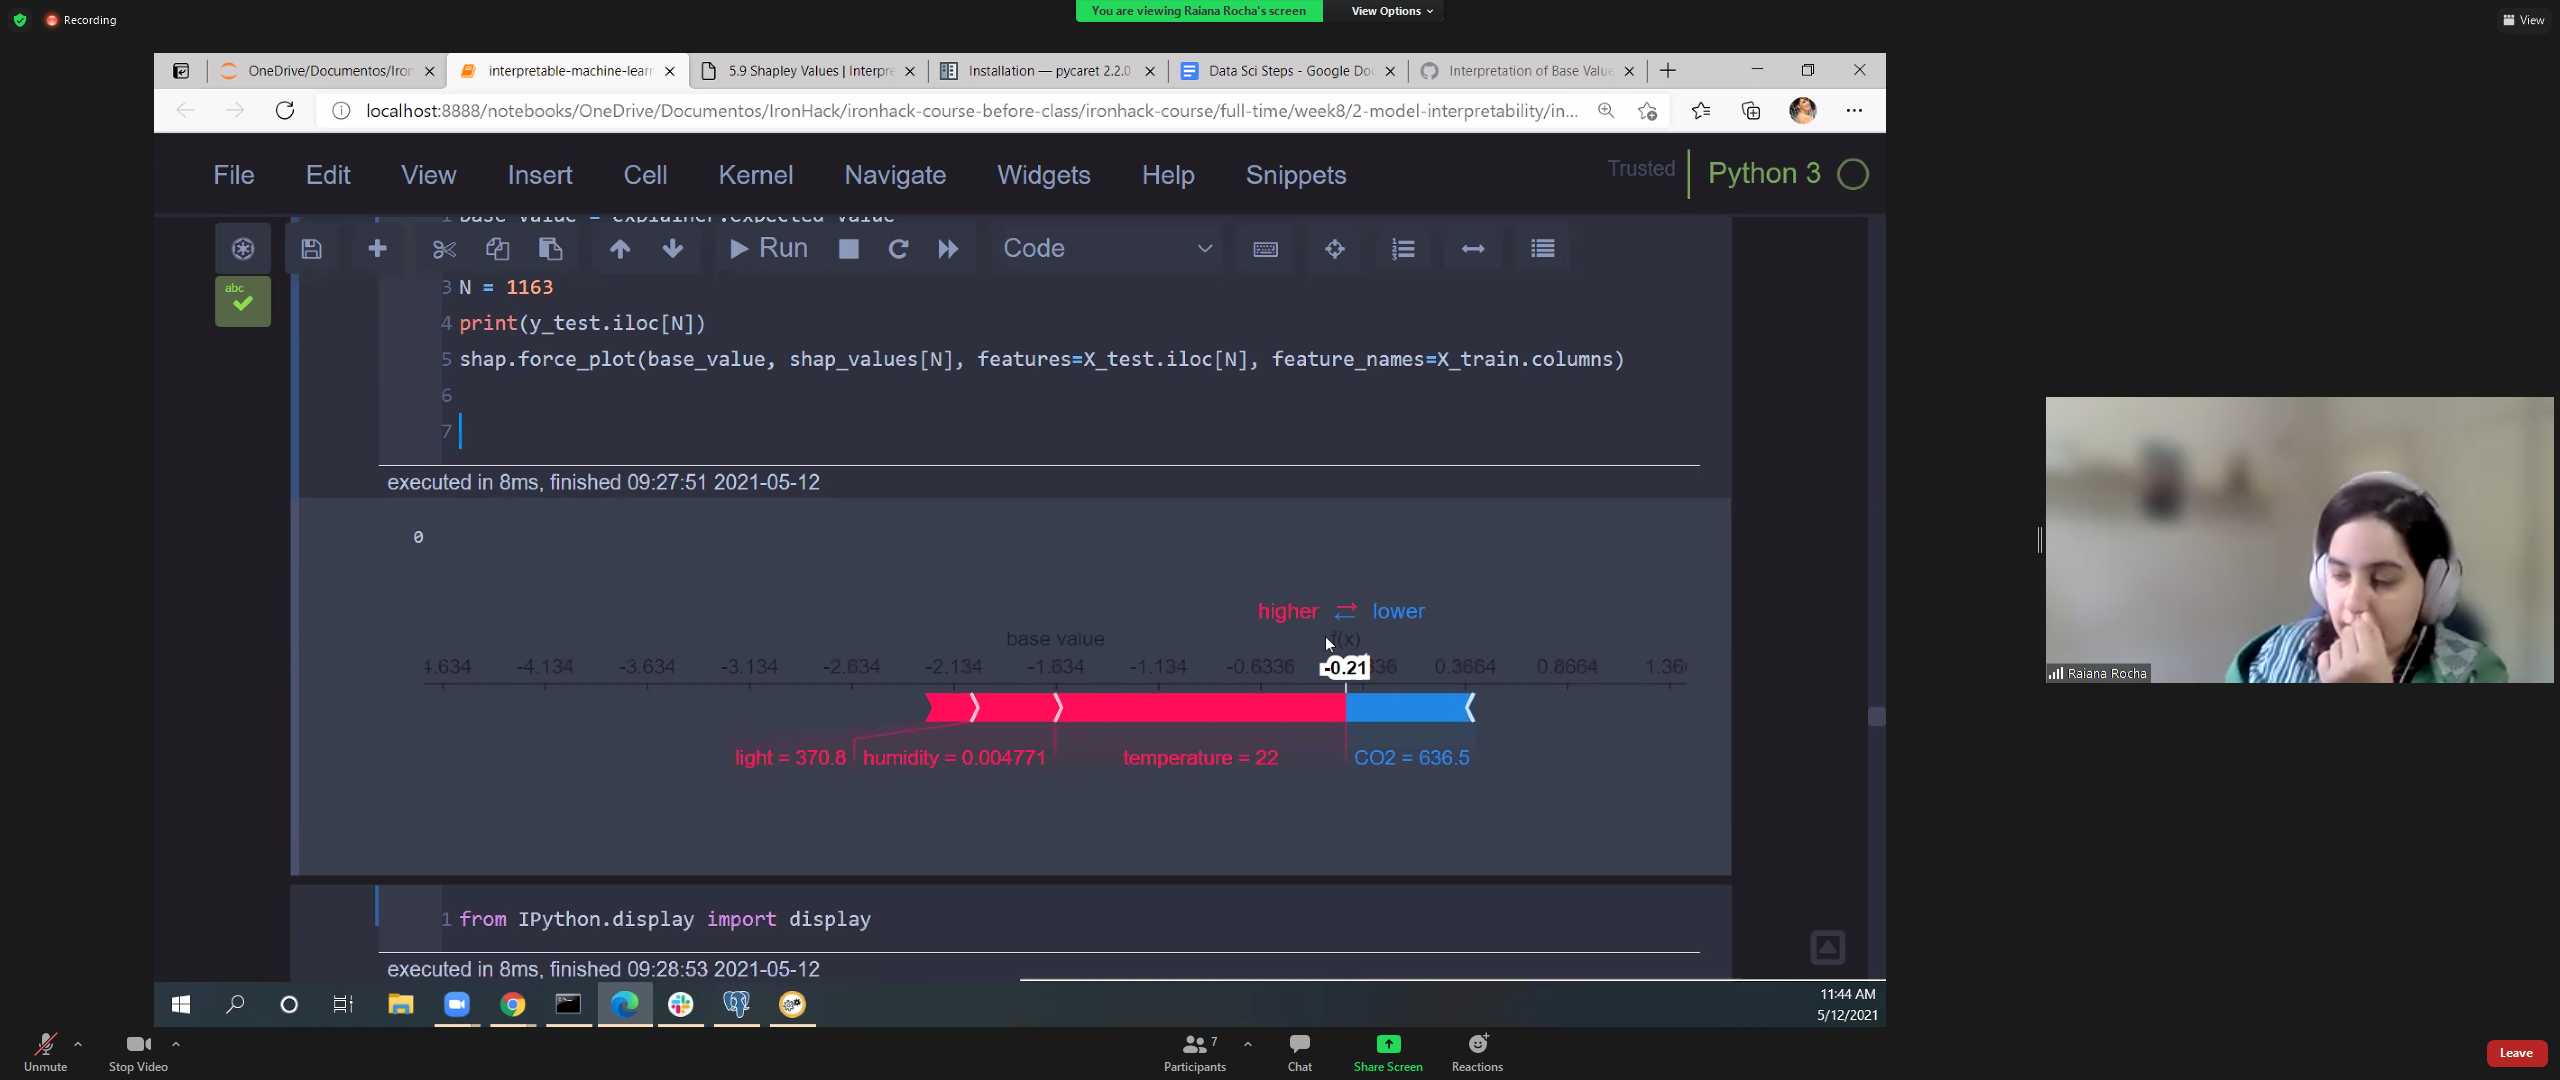 Recording
You are viewing Raiana Rocha's screen
View Options
View
OneDrive/Documentos/Iron
interpretable-machine-learn
5.9 Shapley Values | Interpre
Installation — pycaret 2.2.0
Data Sci Steps - Google Doc
Interpretation of Base Value
localhost:8888/notebooks/OneDrive/Documentos/IronHack/ironhack-course-before-class/ironhack-course/full-time/week8/2-model-interpretability/in...
File Edit View Insert Cell Kernel Navigate Widgets Help Snippets
Trusted
Python 3
1 base_value = explainer.expected_value
Run
Code
abc
3 N = 1163
4 print(y_test.iloc[N])
5 shap.force_plot(base_value, shap_values[N], features=X_test.iloc[N], feature_names=X_train.columns)
6
7
executed in 8ms, finished 09:27:51 2021-05-12
0
higher lower
base value f(x)
4.634 -4.134 -3.634 -3.134 -2.634 -2.134 -1.634 -1.134 -0.6336 -0.21 36 0.3664 0.8664 1.36
light = 370.8 humidity = 0.004771 temperature = 22 CO2 = 636.5
1 from IPython.display import display
executed in 8ms, finished 09:28:53 2021-05-12
Raiana Rocha
11:44 AM
5/12/2021
Unmute
Stop Video
7
Participants
Chat
Share Screen
Reactions
Leave